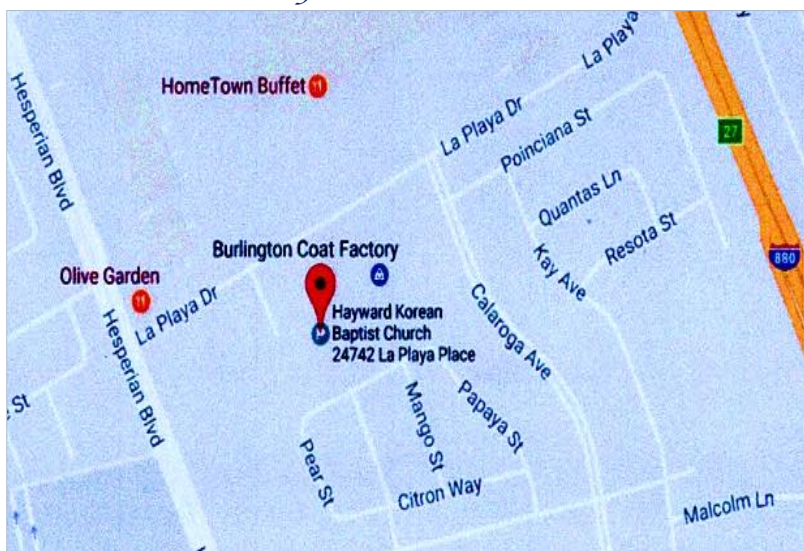 La Playa
HomeTown Buffet
Hesperian Blvd
La Playa Dr
Poinciana St
27
Quantas Ln
Resota St
Kay Ave
880
Burlington Coat Factory
Olive Garden
La Playa Dr
Hayward Korean
Baptist Church
24742 La Playa Place
Calaroga Ave
Hesperian Blvd
St
Mango St
Papaya St
Pear St
Citron Way
Malcolm Ln